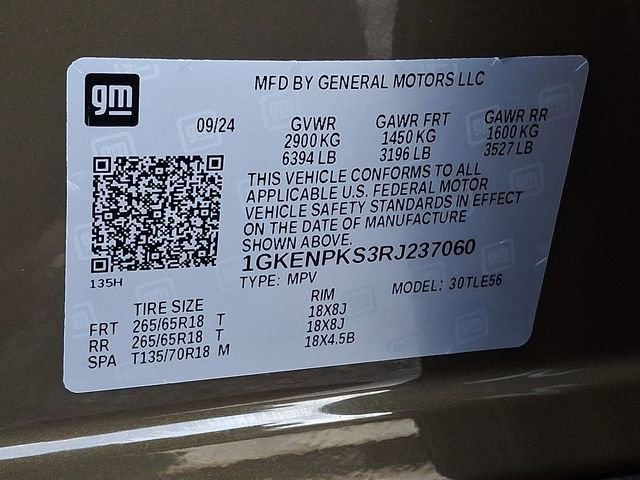 gm
MFD BY GENERAL MOTORS LLC
09/24 GVWR GAWR FRT GAWR RR
2900 KG 1450 KG 1600 KG
6394 LB 3196 LB 3527 LB
THIS VEHICLE CONFORMS TO ALL
APPLICABLE U.S. FEDERAL MOTOR
VEHICLE SAFETY STANDARDS IN EFFECT
ON THE DATE OF MANUFACTURE
SHOWN ABOVE.
1GKENPKS3RJ237060
135H TYPE: MPV MODEL: 30TLE56
TIRE SIZE RIM
FRT 265/65R18 T 18X8J
RR 265/65R18 T 18X8J
SPA T135/70R18 M 18X4.5B